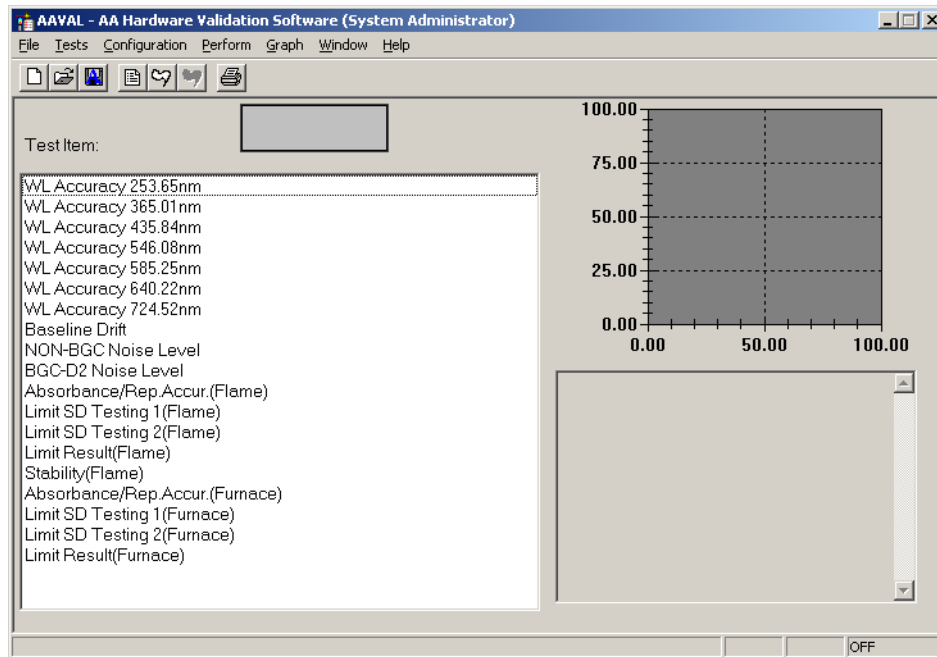 AAVAL - AA Hardware Validation Software (System Administrator)
File Tests Configuration Perform Graph Window Help
Test Item:
WL Accuracy 253.65nm
WL Accuracy 365.01nm
WL Accuracy 435.84nm
WL Accuracy 546.08nm
WL Accuracy 585.25nm
WL Accuracy 640.22nm
WL Accuracy 724.52nm
Baseline Drift
NON-BGC Noise Level
BGC-D2 Noise Level
Absorbance/Rep.Accur.(Flame)
Limit SD Testing 1(Flame)
Limit SD Testing 2(Flame)
Limit Result(Flame)
Stability(Flame)
Absorbance/Rep.Accur.(Furnace)
Limit SD Testing 1(Furnace)
Limit SD Testing 2(Furnace)
Limit Result(Furnace)
100.00
75.00
50.00
25.00
0.00
0.00 50.00 100.00
OFF